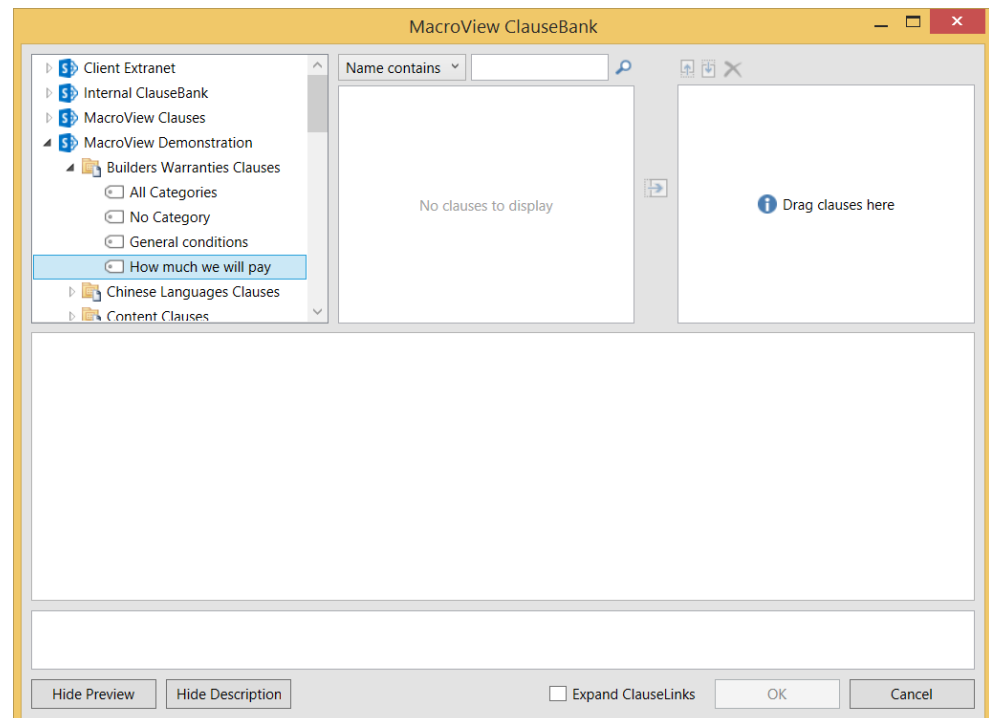 MacroView ClauseBank
Client Extranet
Internal ClauseBank
MacroView Clauses
MacroView Demonstration
Builders Warranties Clauses
All Categories
No Category
General conditions
How much we will pay
Chinese Languages Clauses
Content Clauses
Name contains
No clauses to display
Drag clauses here
Hide Preview
Hide Description
Expand ClauseLinks
OK
Cancel